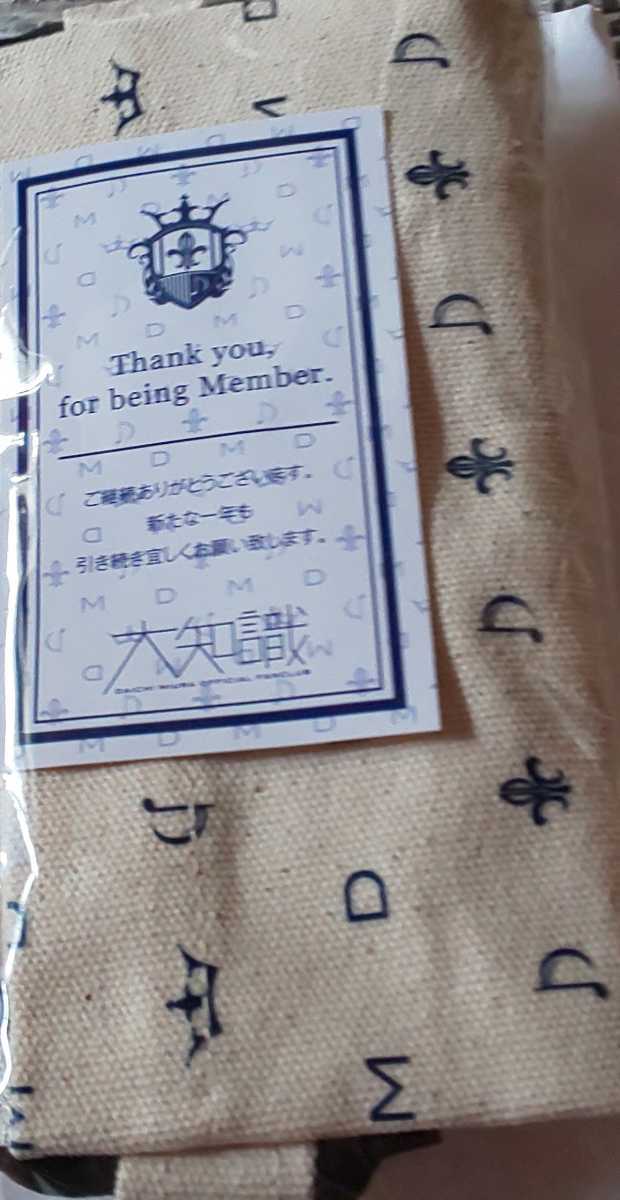 Thank you,
for being Member.
ご継続ありがとうございます。
新たな一年も
引き続き宜しくお願い致します。
大知識
DAICHI MIURA OFFICIAL FANCLUB
D
M